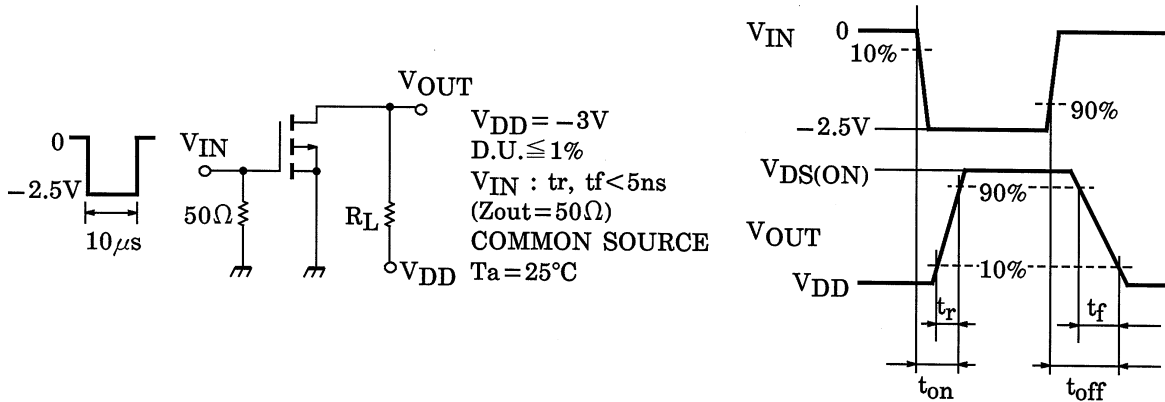 0
-2.5V
10μs
VIN
50Ω
VOUT
RL
VDD
VDD = -3V
D.U. ≦ 1%
VIN : tr, tf < 5ns
(Zout = 50Ω)
COMMON SOURCE
Ta = 25°C
VIN
0
10%
90%
-2.5V
VDS(ON)
90%
VOUT
10%
VDD
tr
tf
ton
toff